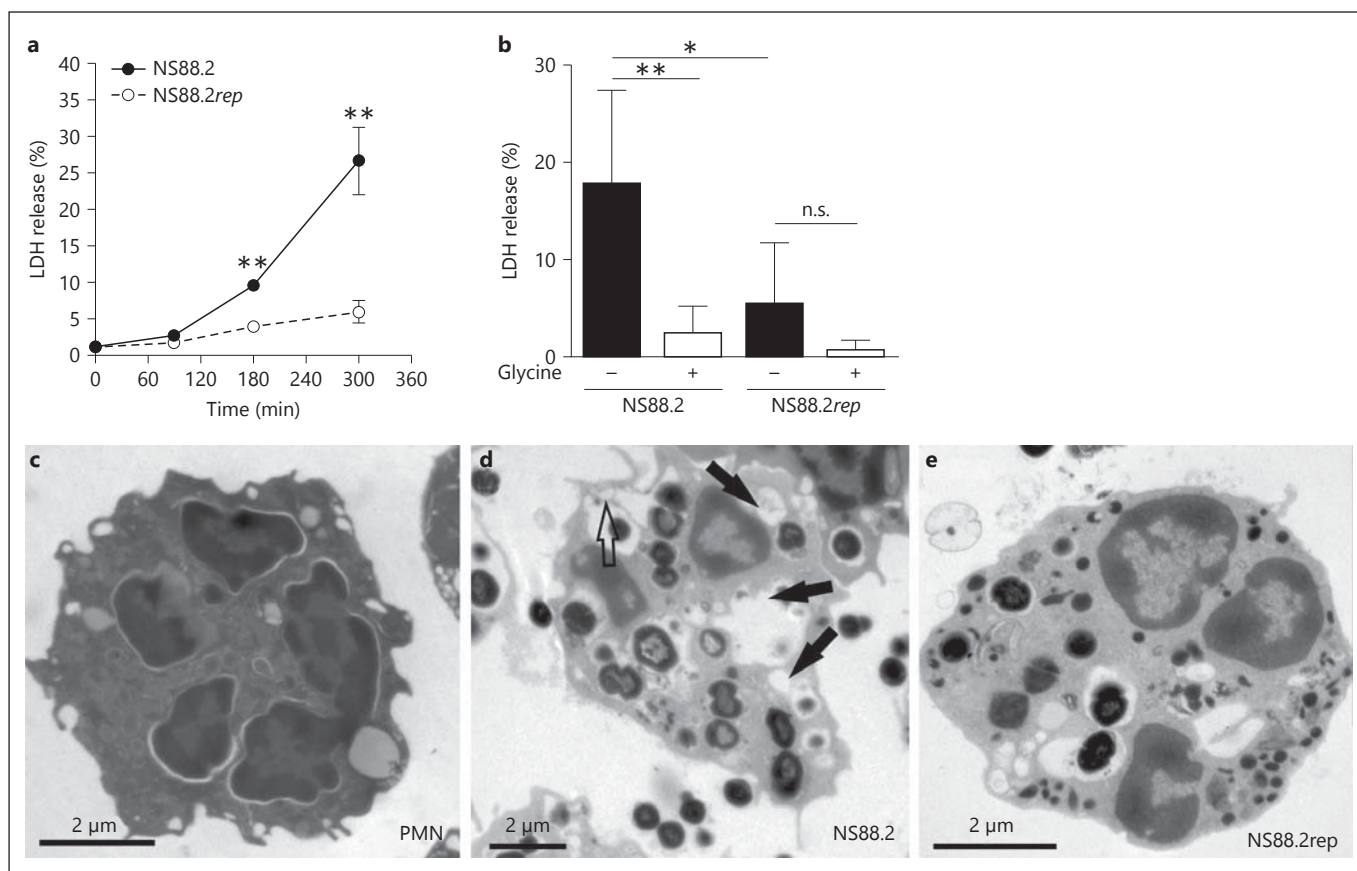 a
40
35
30
25
20
15
10
5
0
LDH release (%)
NS88.2
NS88.2rep
**
**
0 60 120 180 240 300 360
Time (min)
b
30
20
10
0
LDH release (%)
*
**
n.s.
Glycine – + – +
NS88.2 NS88.2rep
c
2 µm
PMN
d
2 µm
NS88.2
e
2 µm
NS88.2rep